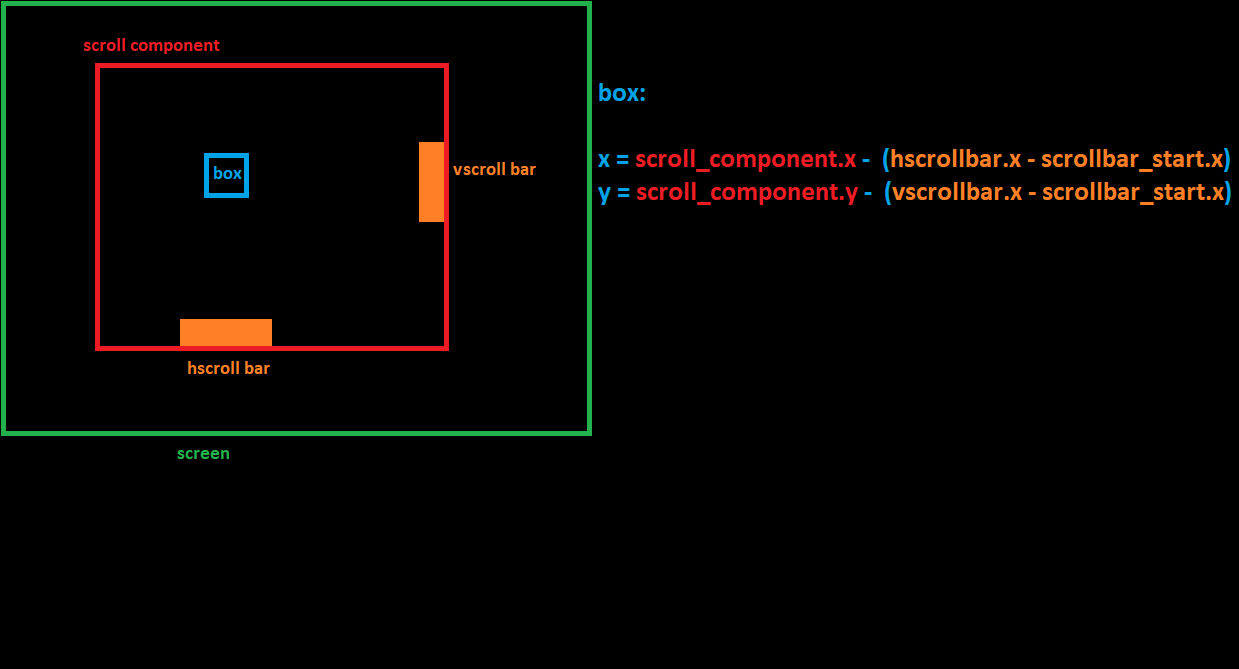 scroll component
box:
box
vscroll bar
x = scroll_component.x - (hscrollbar.x - scrollbar_start.x)
y = scroll_component.y - (vscrollbar.x - scrollbar_start.x)
hscroll bar
screen